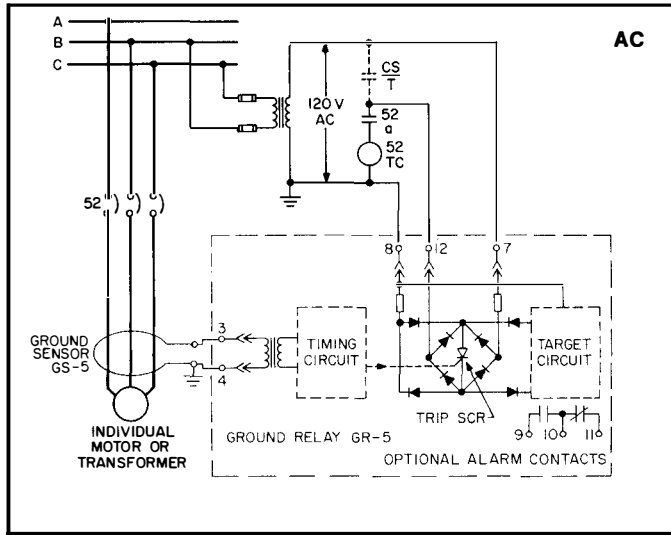 AC
A
B
C
CS
T
120 V
AC
52
a
52
TC
52
8
12
7
GROUND
SENSOR
GS-5
3
4
TIMING
CIRCUIT
TARGET
CIRCUIT
TRIP SCR
INDIVIDUAL
MOTOR OR
TRANSFORMER
GROUND RELAY GR-5
9
10
11
OPTIONAL ALARM CONTACTS